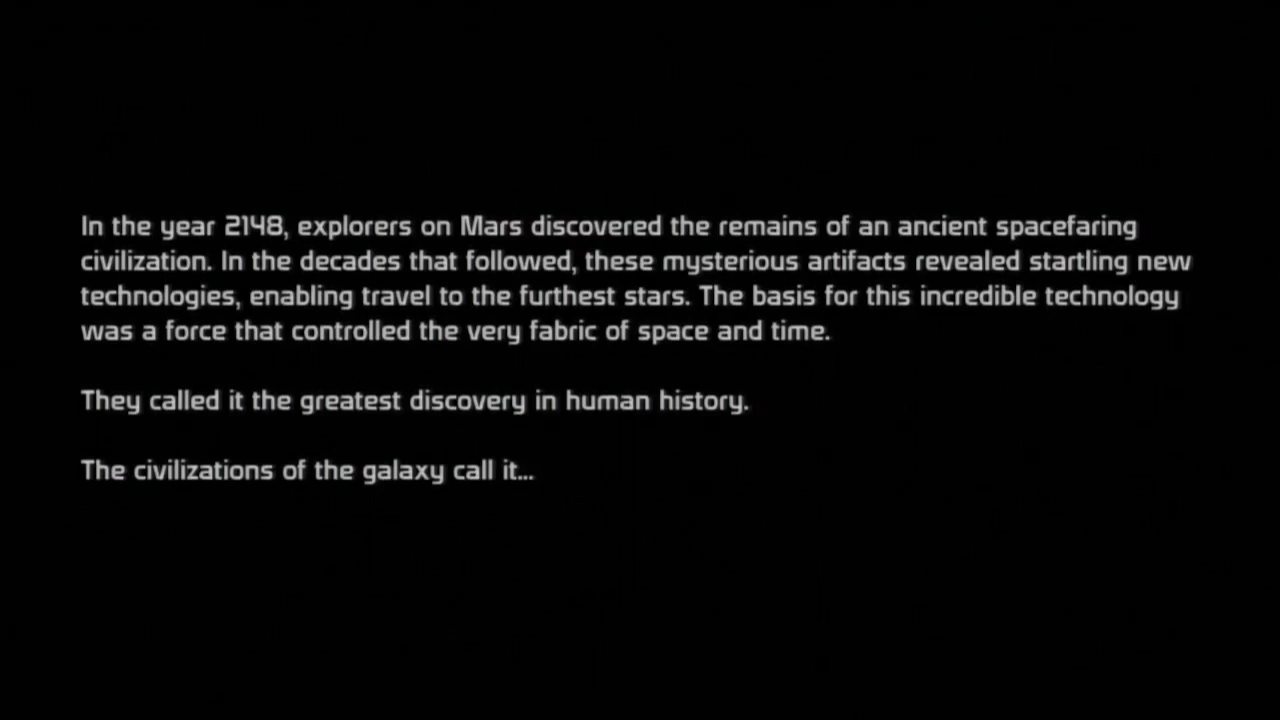 In the year 2148, explorers on Mars discovered the remains of an ancient spacefaring
civilization. In the decades that followed, these mysterious artifacts revealed startling new
technologies, enabling travel to the furthest stars. The basis for this incredible technology
was a force that controlled the very fabric of space and time.
They called it the greatest discovery in human history.
The civilizations of the galaxy call it...